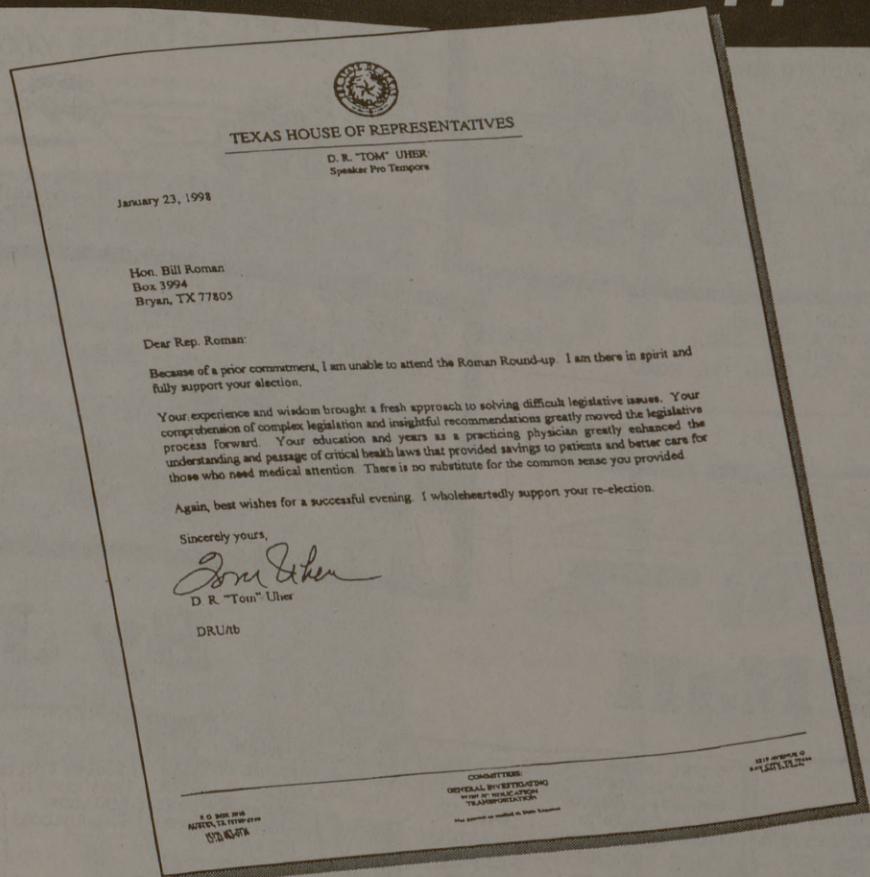 TEXAS HOUSE OF REPRESENTATIVES
D. R. "TOM" UHER
Speaker Pro Tempore
January 23, 1998
Hon. Bill Roman
Box 3994
Bryan, TX 77805
Dear Rep. Roman:
Because of a prior commitment, I am unable to attend the Roman Round-up. I am there in spirit and
fully support your election.
Your experience and wisdom brought a fresh approach to solving difficult legislative issues. Your
comprehension of complex legislation and insightful recommendations greatly moved the legislative
process forward. Your education and years as a practicing physician greatly enhanced the
understanding and passage of critical health laws that provided savings to patients and better care for
those who need medical attention. There is no substitute for the common sense you provided.
Again, best wishes for a successful evening. I wholeheartedly support your re-election.
Sincerely yours,
Tom Uher
D. R. "Tom" Uher
DRU/tb
COMMITTEES:
GENERAL INVESTIGATING
TRANSPORTATION
P.O. BOX
AUSTIN, TX
AVENUE G